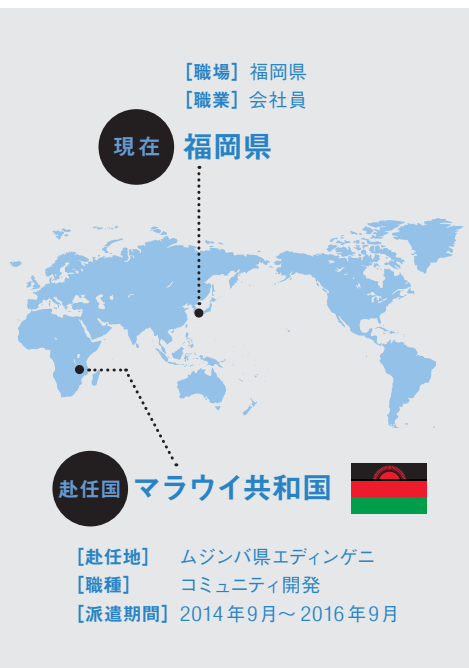 ［職場］ 福岡県
［職業］ 会社員
現在 福岡県
赴任国 マラウイ共和国
［赴任地］ ムジンバ県エディンゲニ
［職種］ コミュニティ開発
［派遣期間］ 2014年9月～2016年9月